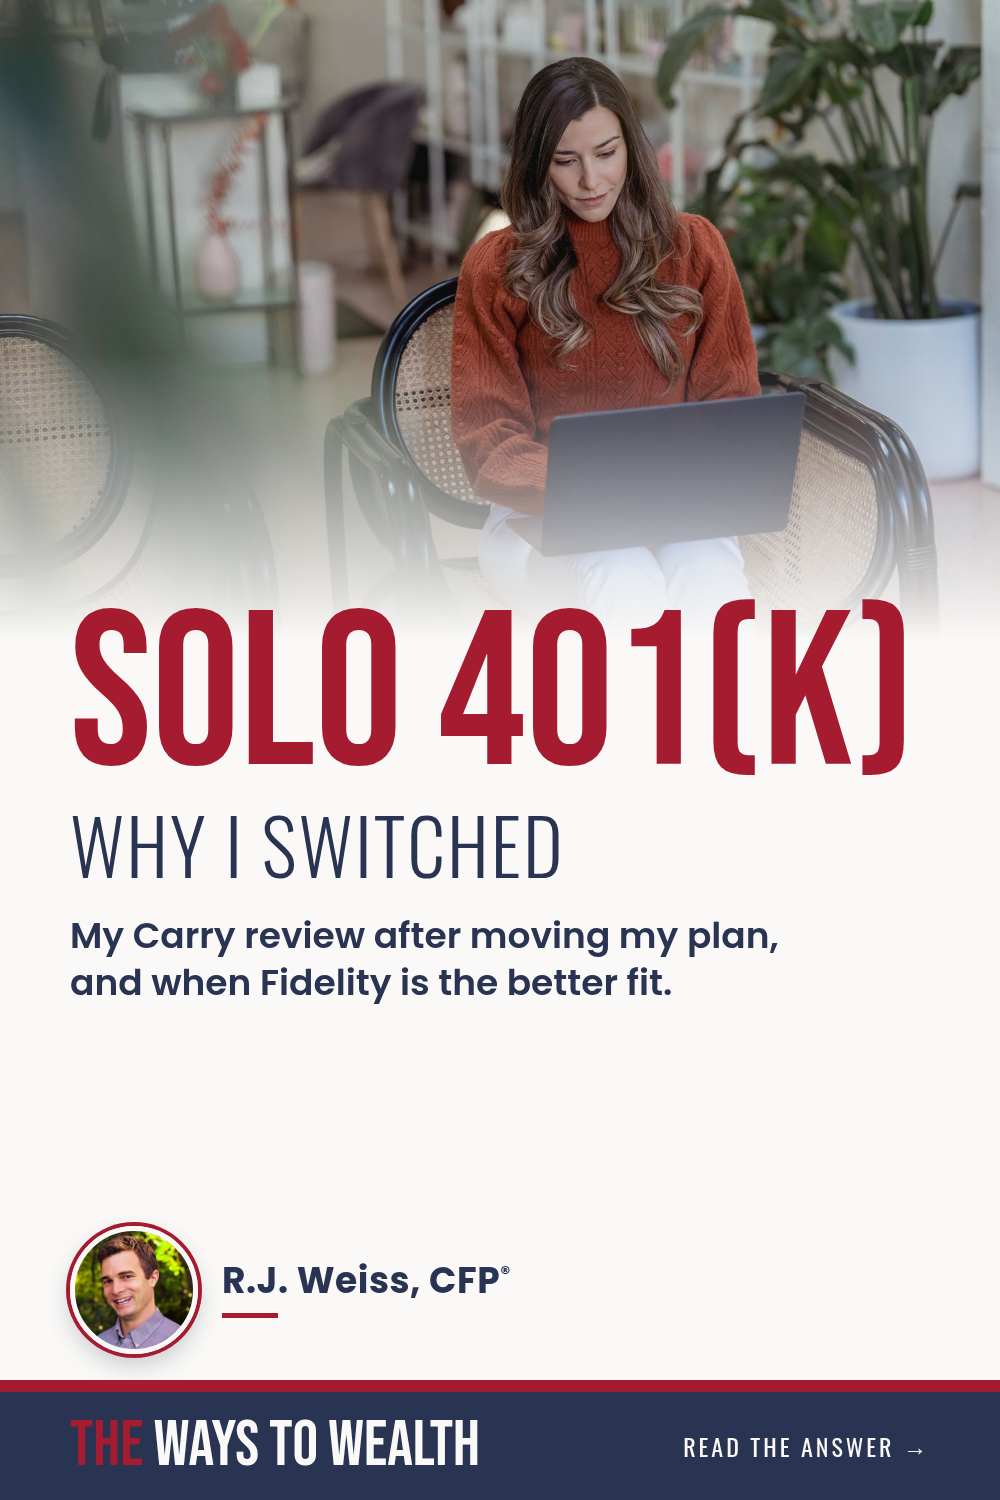 SOLO 401(K)
WHY I SWITCHED
My Carry review after moving my plan,
and when Fidelity is the better fit.
R.J. Weiss, CFP®
THE WAYS TO WEALTH
READ THE ANSWER →